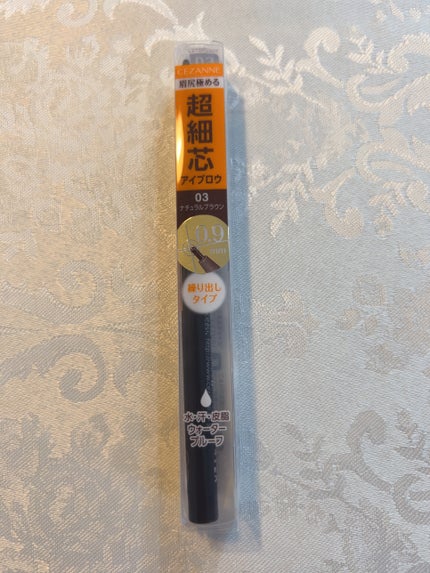 CEZANNE
眉尻極める
超細芯
アイブロウ
03
ナチュラルブラウン
0.9
mm
繰り出し
タイプ
水・汗・皮脂
ウォーター
プルーフ